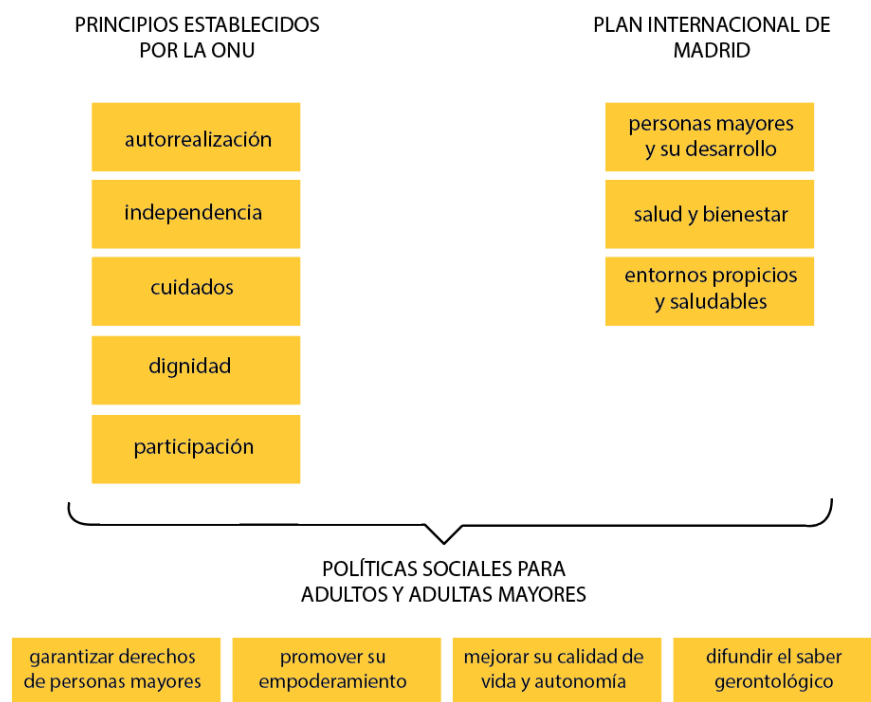 PRINCIPIOS ESTABLECIDOS
POR LA ONU
autorrealización
independencia
cuidados
dignidad
participación
PLAN INTERNACIONAL DE
MADRID
personas mayores
y su desarrollo
salud y bienestar
entornos propicios
y saludables
POLÍTICAS SOCIALES PARA
ADULTOS Y ADULTAS MAYORES
garantizar derechos
de personas mayores
promover su
empoderamiento
mejorar su calidad de
vida y autonomía
difundir el saber
gerontológico